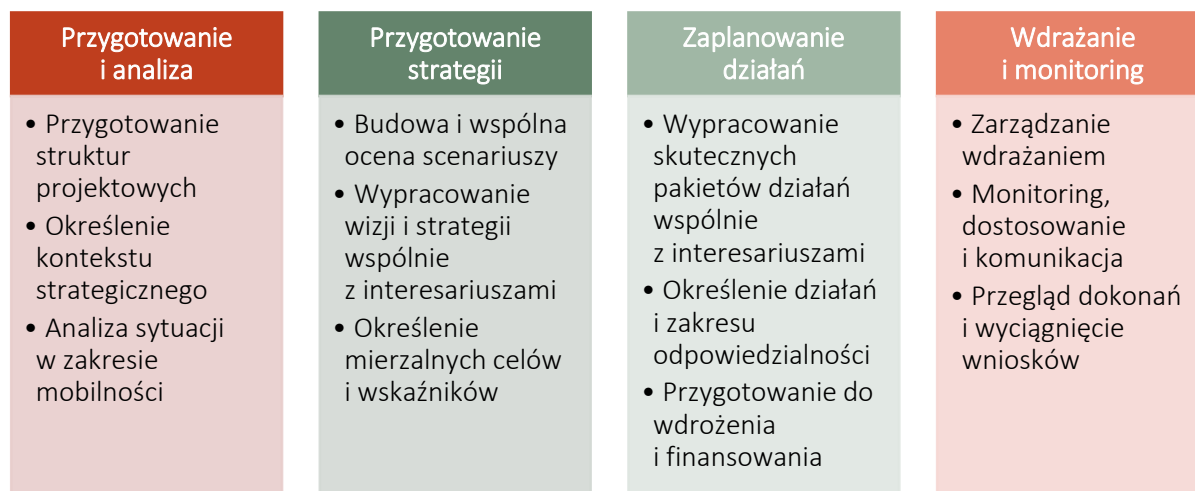 Przygotowanie
i analiza
• Przygotowanie
struktur
projektowych
• Określenie
kontekstu
strategicznego
• Analiza sytuacji
w zakresie
mobilności
Przygotowanie
strategii
• Budowa i wspólna
ocena scenariuszy
• Wypracowanie
wizji i strategii
wspólnie
z interesariuszami
• Określenie
mierzalnych celów
i wskaźników
Zaplanowanie
działań
• Wypracowanie
skutecznych
pakietów działań
wspólnie
z interesariuszami
• Określenie działań
i zakresu
odpowiedzialności
• Przygotowanie do
wdrożenia
i finansowania
Wdrażanie
i monitoring
• Zarządzanie
wdrażaniem
• Monitoring,
dostosowanie
i komunikacja
• Przegląd dokonań
i wyciągnięcie
wniosków